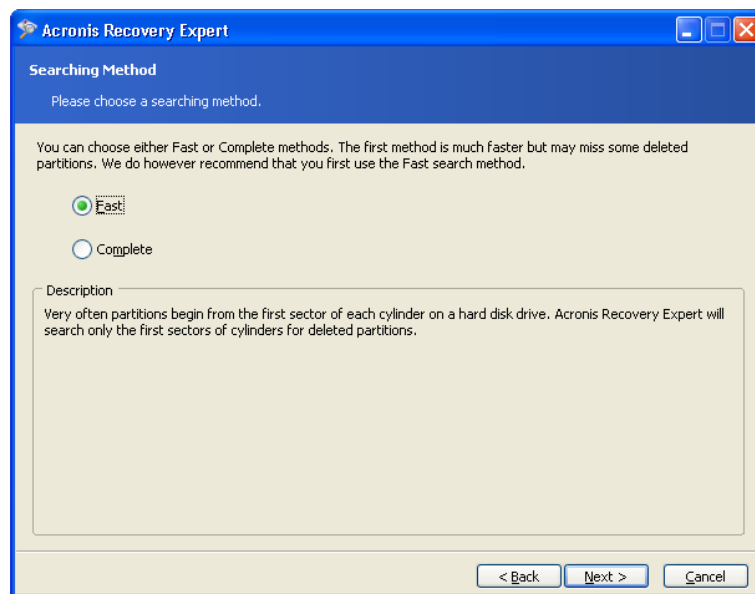 Acronis Recovery Expert
Searching Method
Please choose a searching method.
You can choose either Fast or Complete methods. The first method is much faster but may miss some deleted
partitions. We do however recommend that you first use the Fast search method.
Fast
Complete
Description
Very often partitions begin from the first sector of each cylinder on a hard disk drive. Acronis Recovery Expert will
search only the first sectors of cylinders for deleted partitions.
< Back Next > Cancel